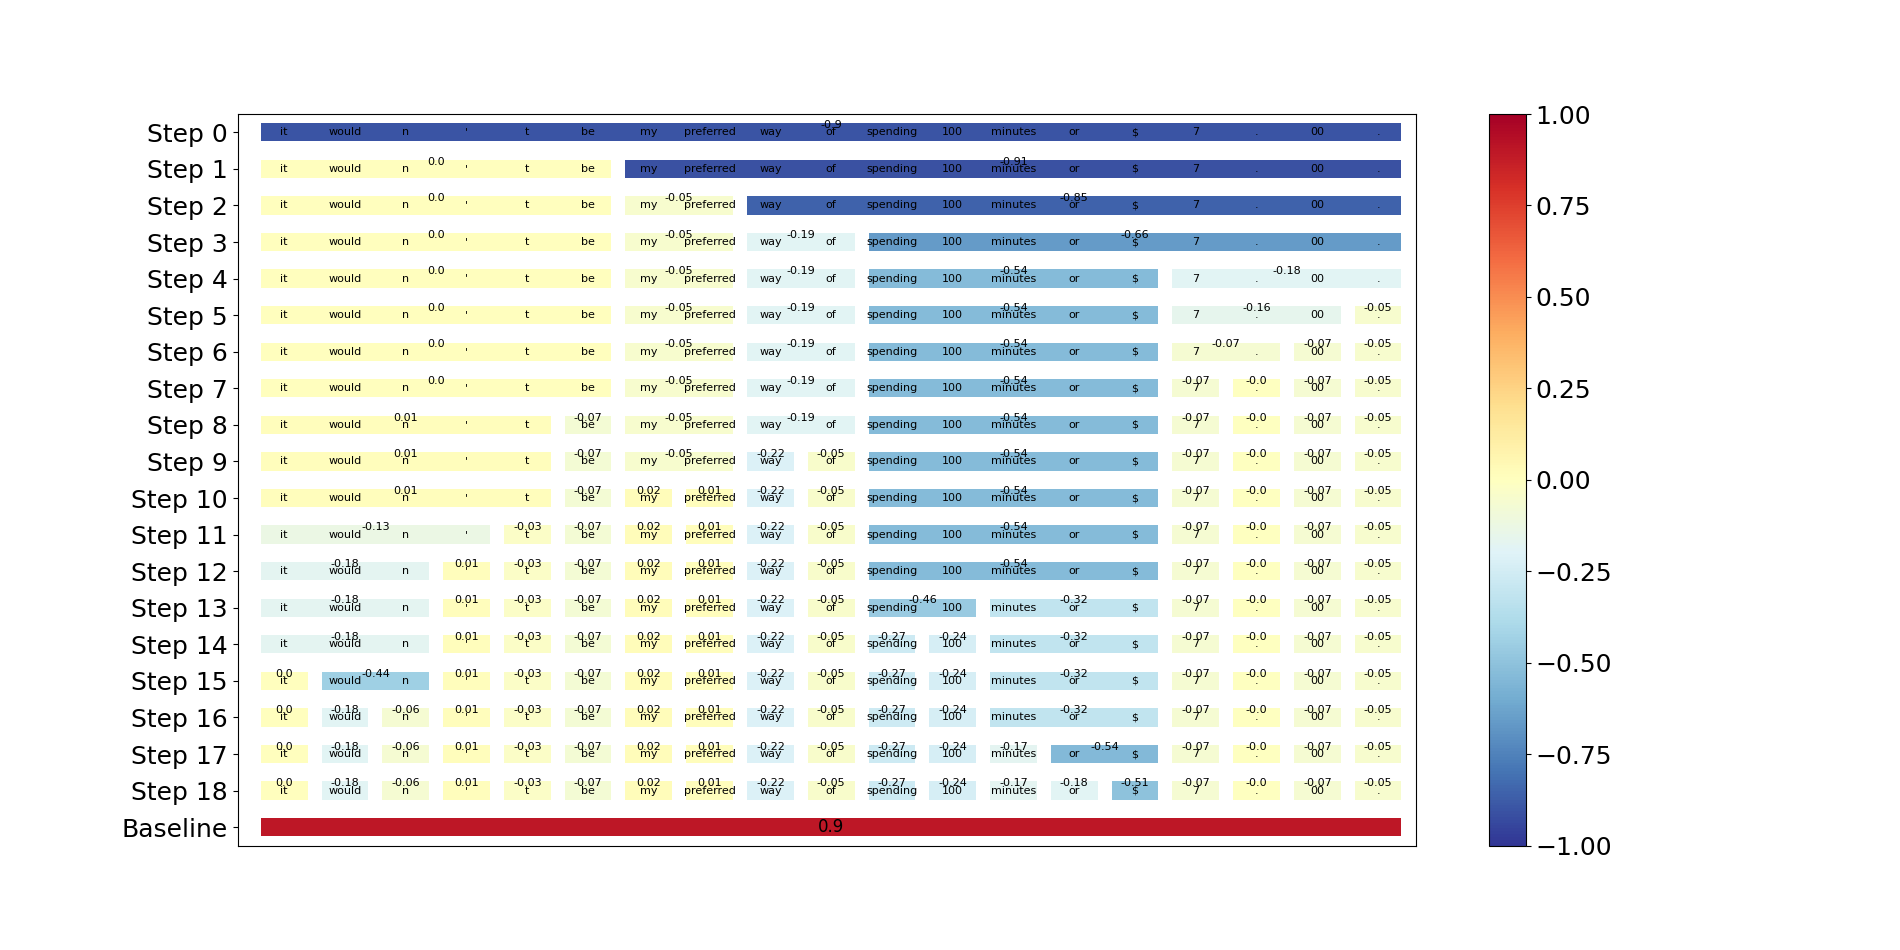 -0.9
Step 0 it would n ' t be my preferred way of spending 100 minutes or $ 7 . 00 .
0.0 -0.91
Step 1 it would n ' t be my preferred way of spending 100 minutes or $ 7 . 00 .
0.0 -0.05 -0.85
Step 2 it would n ' t be my preferred way of spending 100 minutes or $ 7 . 00 .
0.0 -0.05 -0.19 -0.66
Step 3 it would n ' t be my preferred way of spending 100 minutes or $ 7 . 00 .
0.0 -0.05 -0.19 -0.54 -0.18
Step 4 it would n ' t be my preferred way of spending 100 minutes or $ 7 . 00 .
0.0 -0.05 -0.19 -0.54 -0.16 -0.05
Step 5 it would n ' t be my preferred way of spending 100 minutes or $ 7 . 00 .
0.0 -0.05 -0.19 -0.54 -0.07 -0.07 -0.05
Step 6 it would n ' t be my preferred way of spending 100 minutes or $ 7 . 00 .
0.0 -0.05 -0.19 -0.54 -0.07 -0.0 -0.07 -0.05
Step 7 it would n ' t be my preferred way of spending 100 minutes or $ 7 . 00 .
0.01 -0.07 -0.05 -0.19 -0.54 -0.07 -0.0 -0.07 -0.05
Step 8 it would n ' t be my preferred way of spending 100 minutes or $ 7 . 00 .
0.01 -0.07 -0.05 -0.22 -0.05 -0.54 -0.07 -0.0 -0.07 -0.05
Step 9 it would n ' t be my preferred way of spending 100 minutes or $ 7 . 00 .
0.01 -0.07 0.02 0.01 -0.22 -0.05 -0.54 -0.07 -0.0 -0.07 -0.05
Step 10 it would n ' t be my preferred way of spending 100 minutes or $ 7 . 00 .
-0.13 -0.03 -0.07 0.02 0.01 -0.22 -0.05 -0.54 -0.07 -0.0 -0.07 -0.05
Step 11 it would n ' t be my preferred way of spending 100 minutes or $ 7 . 00 .
-0.18 0.01 -0.03 -0.07 0.02 0.01 -0.22 -0.05 -0.54 -0.07 -0.0 -0.07 -0.05
Step 12 it would n ' t be my preferred way of spending 100 minutes or $ 7 . 00 .
-0.18 0.01 -0.03 -0.07 0.02 0.01 -0.22 -0.05 -0.46 -0.32 -0.07 -0.0 -0.07 -0.05
Step 13 it would n ' t be my preferred way of spending 100 minutes or $ 7 . 00 .
-0.18 0.01 -0.03 -0.07 0.02 0.01 -0.22 -0.05 -0.27 -0.24 -0.32 -0.07 -0.0 -0.07 -0.05
Step 14 it would n ' t be my preferred way of spending 100 minutes or $ 7 . 00 .
0.0 -0.44 0.01 -0.03 -0.07 0.02 0.01 -0.22 -0.05 -0.27 -0.24 -0.32 -0.07 -0.0 -0.07 -0.05
Step 15 it would n ' t be my preferred way of spending 100 minutes or $ 7 . 00 .
0.0 -0.18 -0.06 0.01 -0.03 -0.07 0.02 0.01 -0.22 -0.05 -0.27 -0.24 -0.32 -0.07 -0.0 -0.07 -0.05
Step 16 it would n ' t be my preferred way of spending 100 minutes or $ 7 . 00 .
0.0 -0.18 -0.06 0.01 -0.03 -0.07 0.02 0.01 -0.22 -0.05 -0.27 -0.24 -0.17 -0.54 -0.07 -0.0 -0.07 -0.05
Step 17 it would n ' t be my preferred way of spending 100 minutes or $ 7 . 00 .
0.0 -0.18 -0.06 0.01 -0.03 -0.07 0.02 0.01 -0.22 -0.05 -0.27 -0.24 -0.17 -0.18 -0.51 -0.07 -0.0 -0.07 -0.05
Step 18 it would n ' t be my preferred way of spending 100 minutes or $ 7 . 00 .
Baseline 0.9
1.00
0.75
0.50
0.25
0.00
−0.25
−0.50
−0.75
−1.00